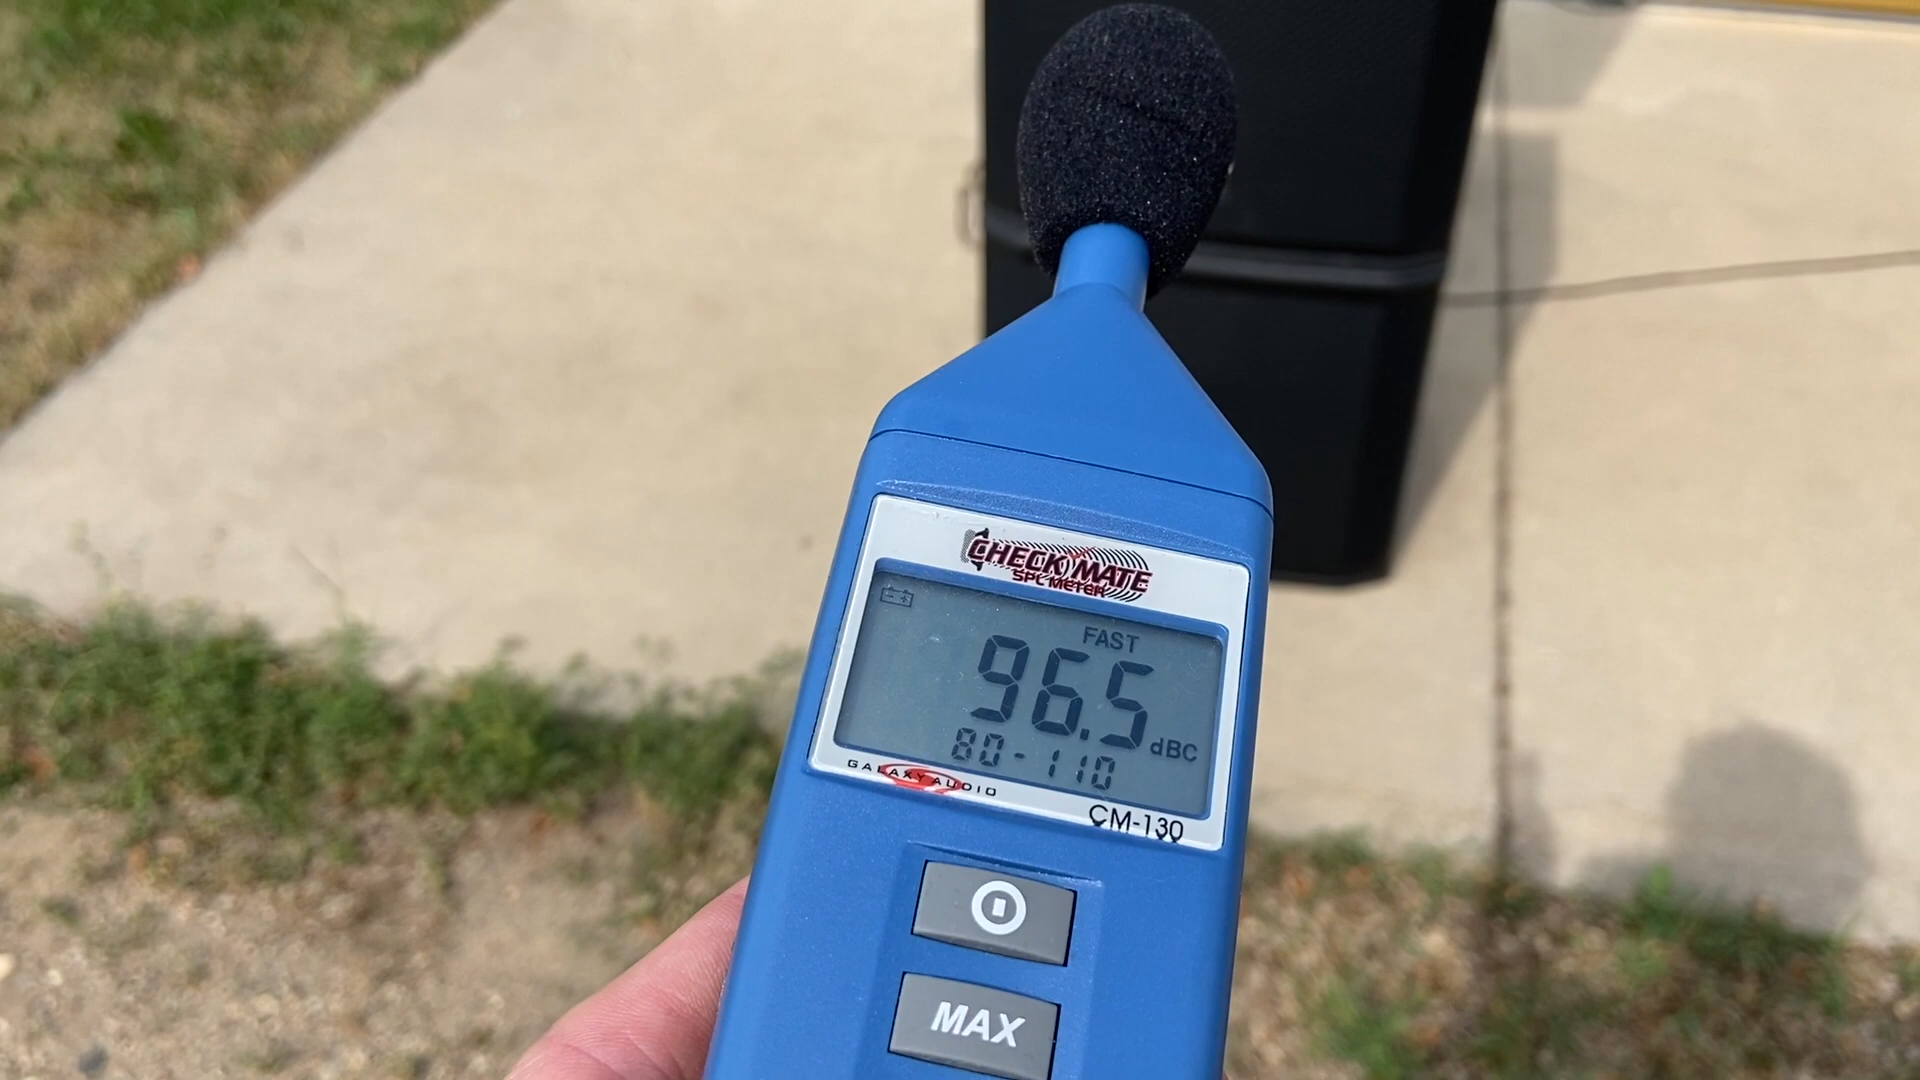 CHECK MATE
SPL METER
FAST
96.5 dBC
80-110
GALAXY AUDIO
CM-130
MAX